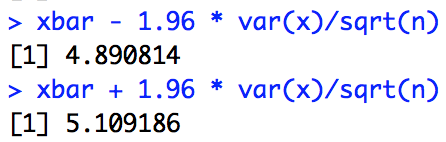 > xbar - 1.96 * var(x)/sqrt(n)
[1] 4.890814
> xbar + 1.96 * var(x)/sqrt(n)
[1] 5.109186